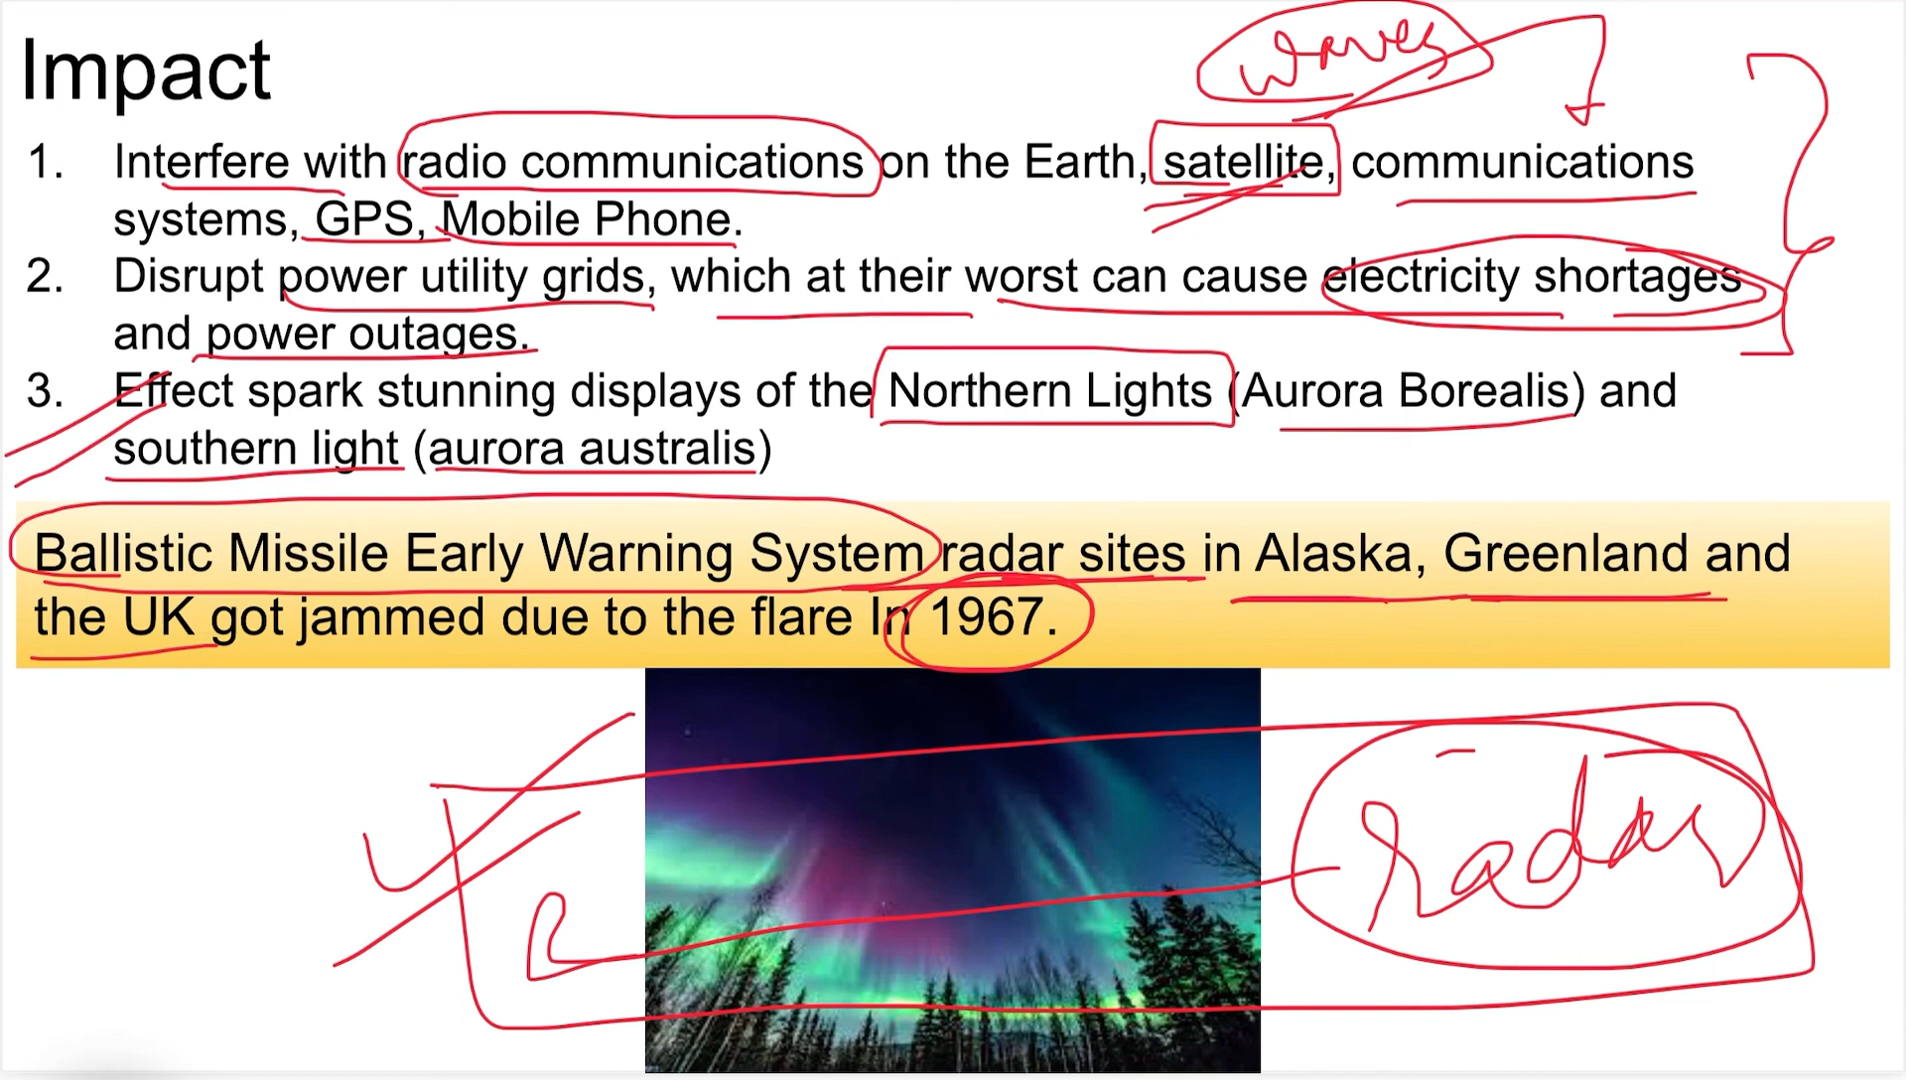 waves
Impact
1. Interfere with radio communications on the Earth, satellite, communications
systems, GPS, Mobile Phone.
2. Disrupt power utility grids, which at their worst can cause electricity shortages
and power outages.
3. Effect spark stunning displays of the Northern Lights (Aurora Borealis) and
southern light (aurora australis)
Ballistic Missile Early Warning System radar sites in Alaska, Greenland and
the UK got jammed due to the flare In 1967.
radar